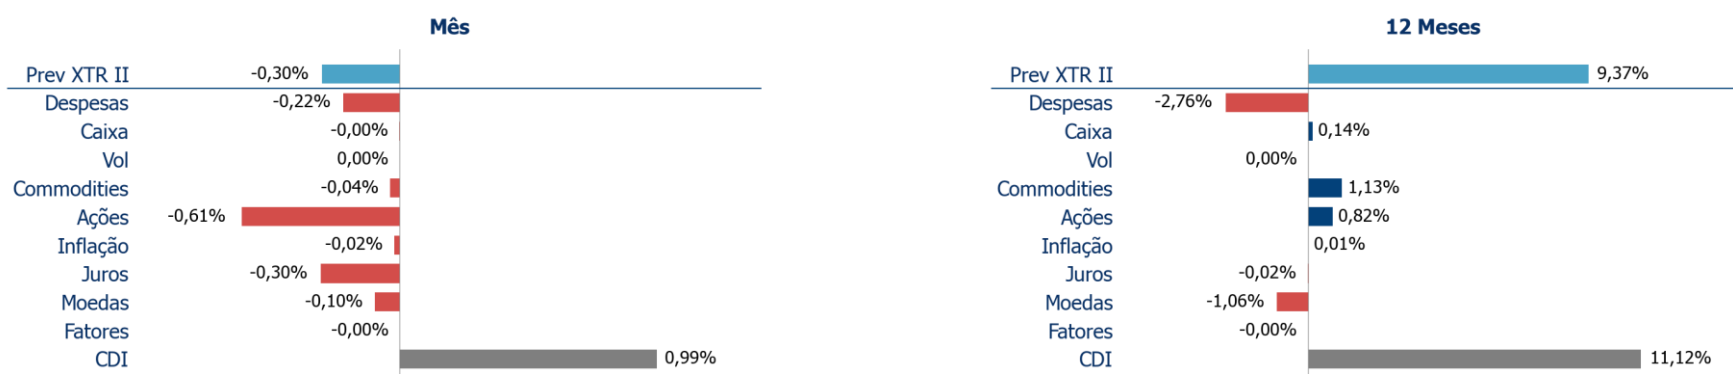 Mês
Prev XTR II -0,30%
Despesas -0,22%
Caixa -0,00%
Vol 0,00%
Commodities -0,04%
Ações -0,61%
Inflação -0,02%
Juros -0,30%
Moedas -0,10%
Fatores -0,00%
CDI 0,99%
12 Meses
Prev XTR II 9,37%
Despesas -2,76%
Caixa 0,14%
Vol 0,00%
Commodities 1,13%
Ações 0,82%
Inflação 0,01%
Juros -0,02%
Moedas -1,06%
Fatores -0,00%
CDI 11,12%